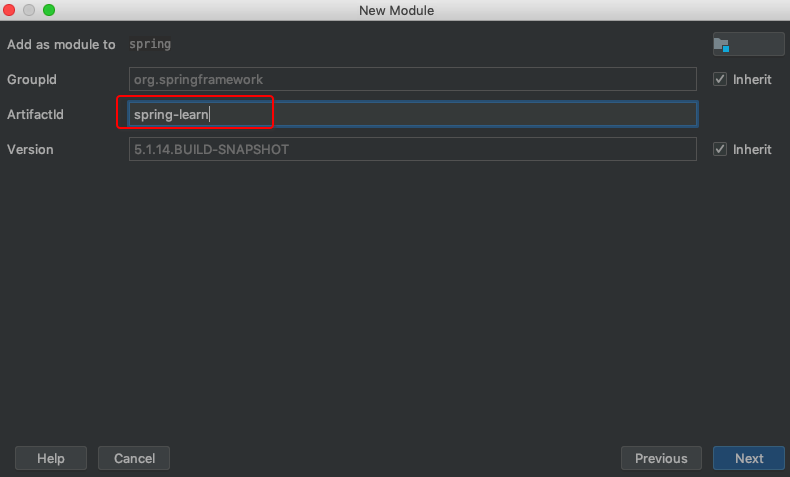 New Module
Add as module to spring
GroupId org.springframework Inherit
ArtifactId spring-learn
Version 5.1.14.BUILD-SNAPSHOT Inherit
Help Cancel Previous Next